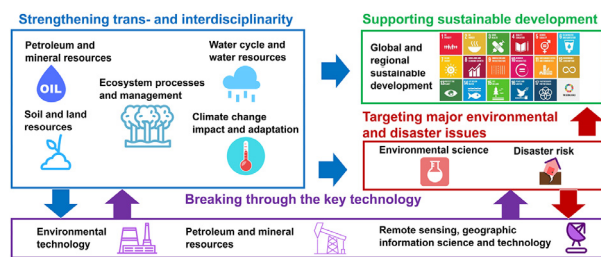 Strengthening trans- and interdisciplinarity
Petroleum and
mineral resources
OIL
Water cycle and
water resources
Ecosystem processes
and management
Soil and land
resources
Climate change
impact and adaptation
Supporting sustainable development
Global and
regional
sustainable
development
Targeting major environmental
and disaster issues
Environmental science
Disaster risk
Breaking through the key technology
Environmental
technology
Petroleum and mineral
resources
Remote sensing, geographic
information science and technology